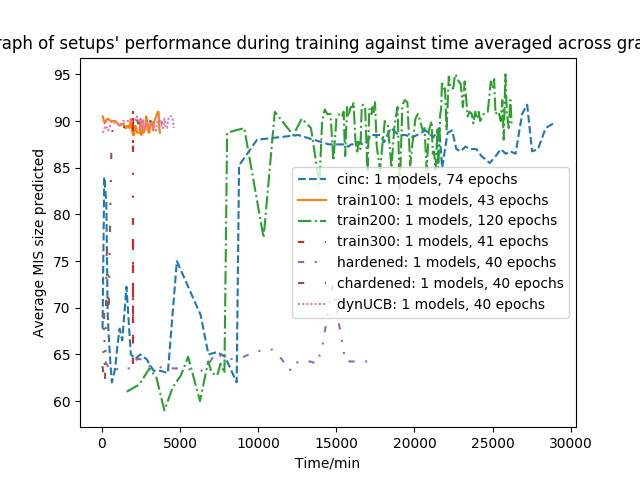 raph of setups' performance during training against time averaged across gra
95
90
85
80
75
70
65
60
Average MIS size predicted
cinc: 1 models, 74 epochs
train100: 1 models, 43 epochs
train200: 1 models, 120 epochs
train300: 1 models, 41 epochs
hardened: 1 models, 40 epochs
chardened: 1 models, 40 epochs
dynUCB: 1 models, 40 epochs
0 5000 10000 15000 20000 25000 30000
Time/min